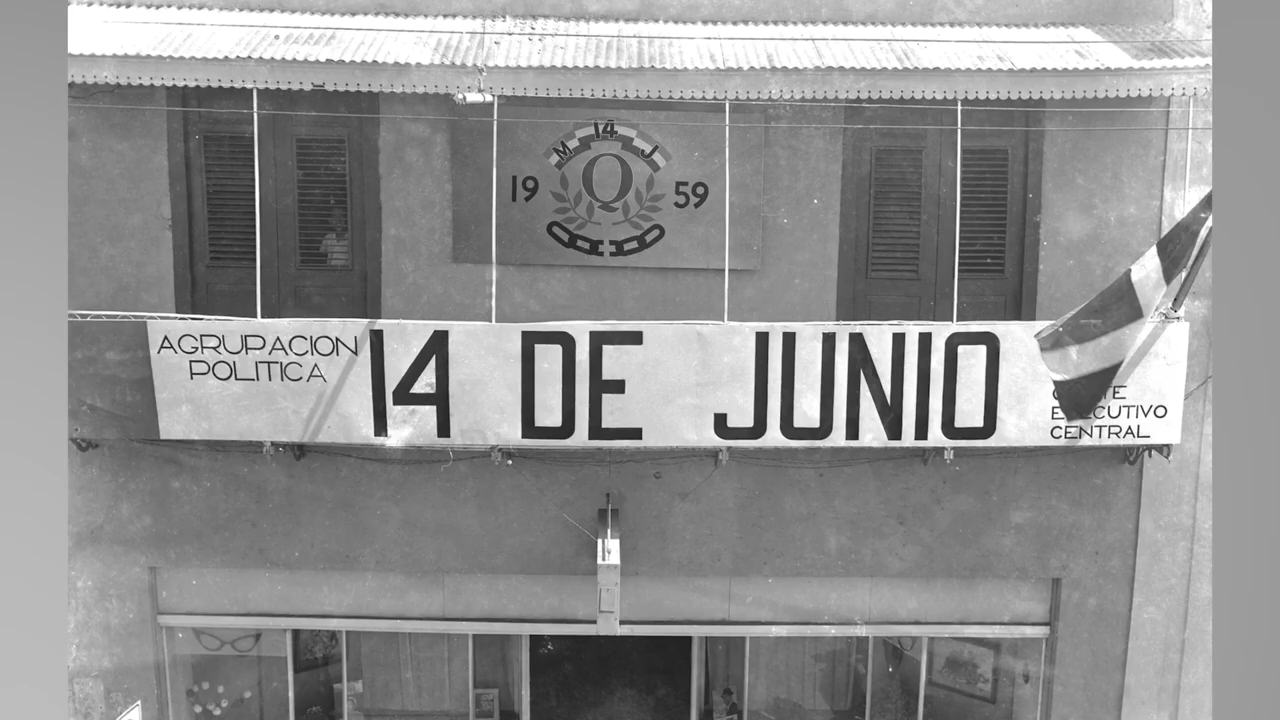 M 14 J
19 Q 59
AGRUPACION
POLITICA
14 DE JUNIO
EJECUTIVO
CENTRAL